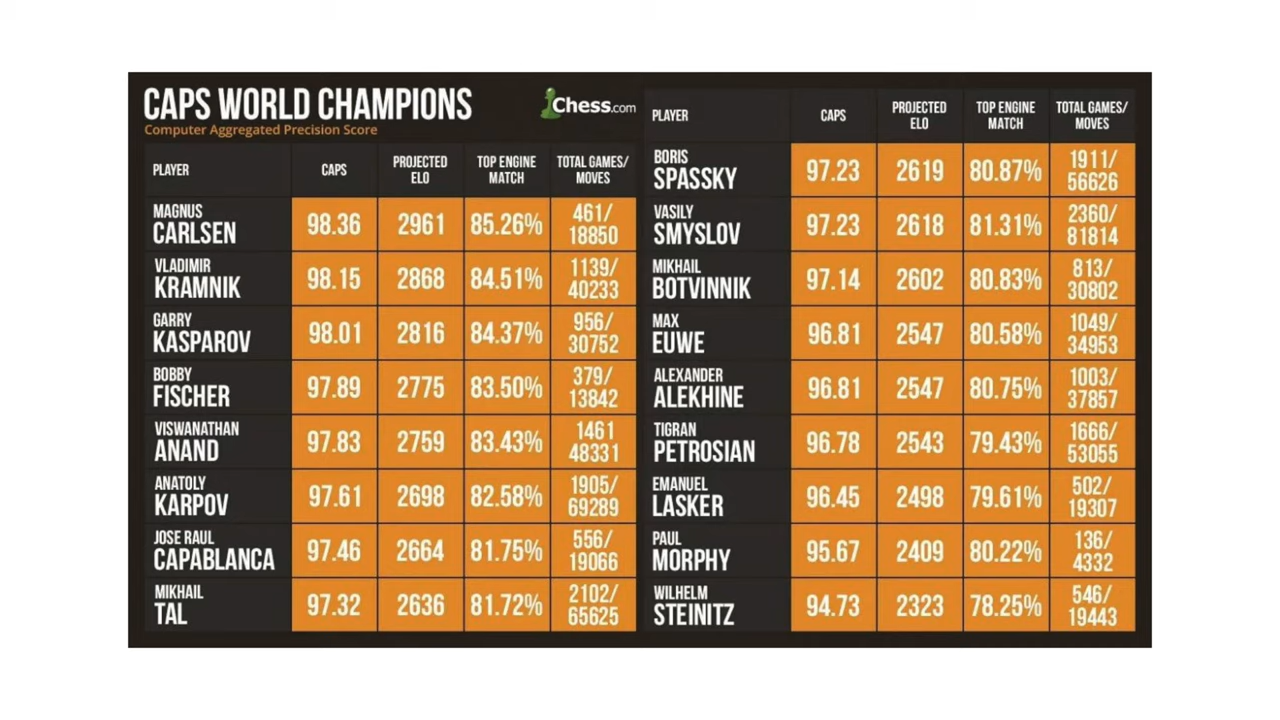 CAPS WORLD CHAMPIONS
Computer Aggregated Precision Score
Chess.com
PLAYER CAPS PROJECTED ELO TOP ENGINE MATCH TOTAL GAMES/ MOVES
MAGNUS CARLSEN 98.36 2961 85.26% 461/ 18850
VLADIMIR KRAMNIK 98.15 2868 84.51% 1139/ 40233
GARRY KASPAROV 98.01 2816 84.37% 956/ 30752
BOBBY FISCHER 97.89 2775 83.50% 379/ 13842
VISWANATHAN ANAND 97.83 2759 83.43% 1461 48331
ANATOLY KARPOV 97.61 2698 82.58% 1905/ 69289
JOSE RAUL CAPABLANCA 97.46 2664 81.75% 556/ 19066
MIKHAIL TAL 97.32 2636 81.72% 2102/ 65625
PLAYER CAPS PROJECTED ELO TOP ENGINE MATCH TOTAL GAMES/ MOVES
BORIS SPASSKY 97.23 2619 80.87% 1911/ 56626
VASILY SMYSLOV 97.23 2618 81.31% 2360/ 81814
MIKHAIL BOTVINNIK 97.14 2602 80.83% 813/ 30802
MAX EUWE 96.81 2547 80.58% 1049/ 34953
ALEXANDER ALEKHINE 96.81 2547 80.75% 1003/ 37857
TIGRAN PETROSIAN 96.78 2543 79.43% 1666/ 53055
EMANUEL LASKER 96.45 2498 79.61% 502/ 19307
PAUL MORPHY 95.67 2409 80.22% 136/ 4332
WILHELM STEINITZ 94.73 2323 78.25% 546/ 19443